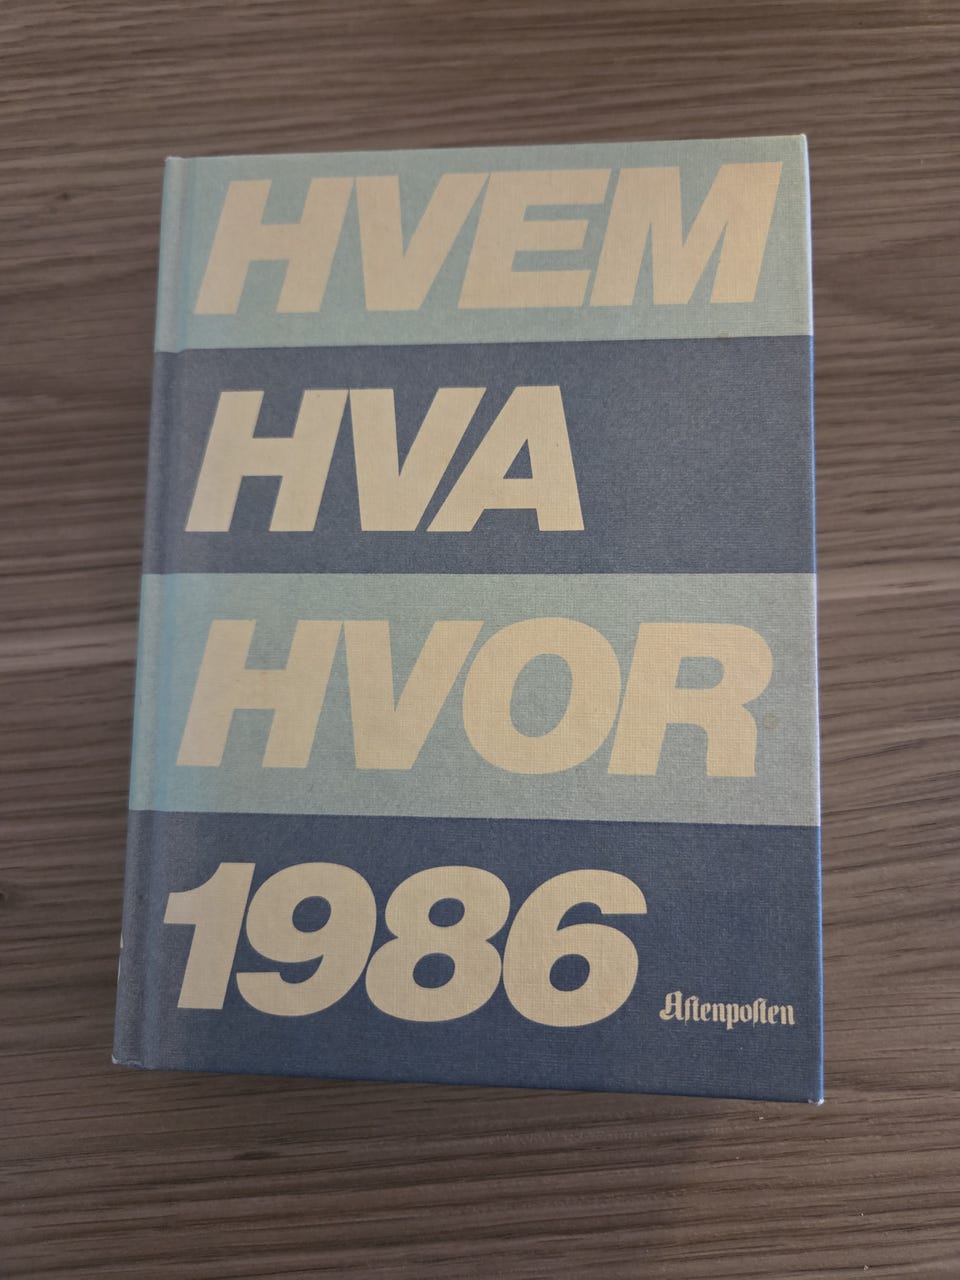 HVEM
HVA
HVOR
1986
Aftenposten